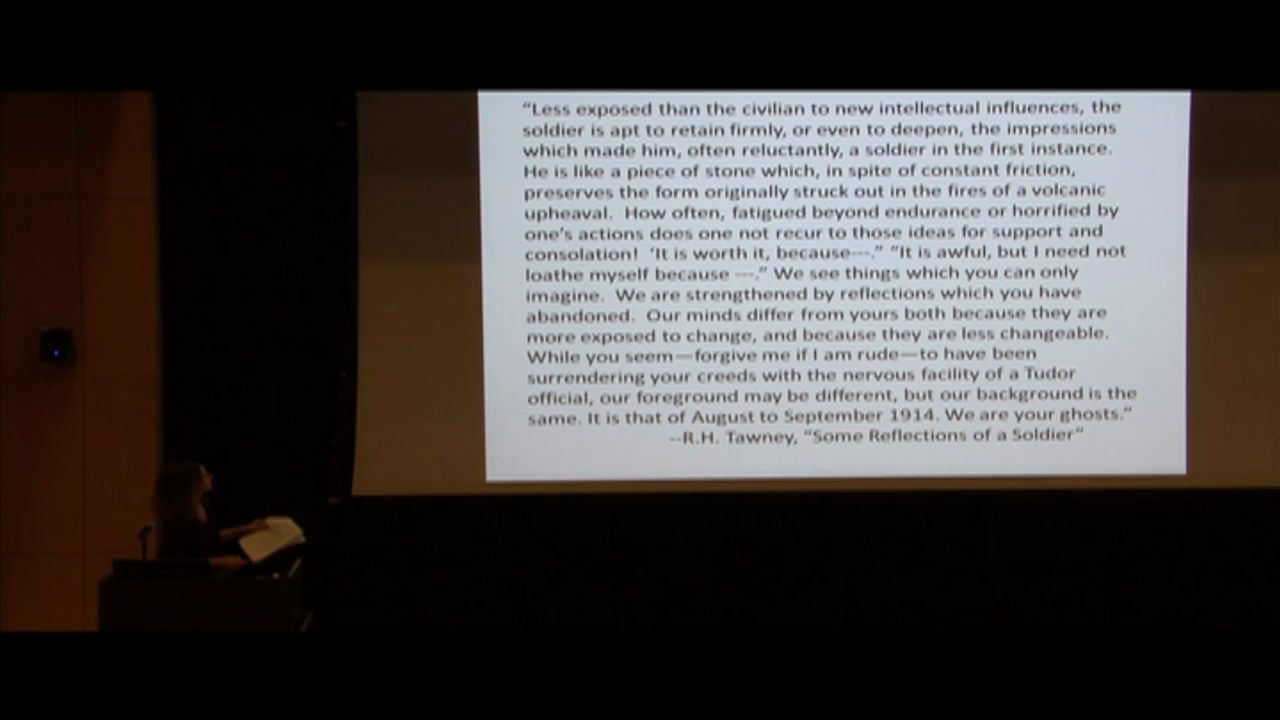 “Less exposed than the civilian to new intellectual influences, the
soldier is apt to retain firmly, or even to deepen, the impressions
which made him, often reluctantly, a soldier in the first instance.
He is like a piece of stone which, in spite of constant friction,
preserves the form originally struck out in the fires of a volcanic
upheaval.  How often, fatigued beyond endurance or horrified by
one’s actions does one not recur to those ideas for support and
consolation!  ‘It is worth it, because---.” “It is awful, but I need not
loathe myself because ---.” We see things which you can only
imagine.  We are strengthened by reflections which you have
abandoned.  Our minds differ from yours both because they are
more exposed to change, and because they are less changeable.
While you seem—forgive me if I am rude—to have been
surrendering your creeds with the nervous facility of a Tudor
official, our foreground may be different, but our background is the
same. It is that of August to September 1914. We are your ghosts.”
--R.H. Tawney, “Some Reflections of a Soldier”